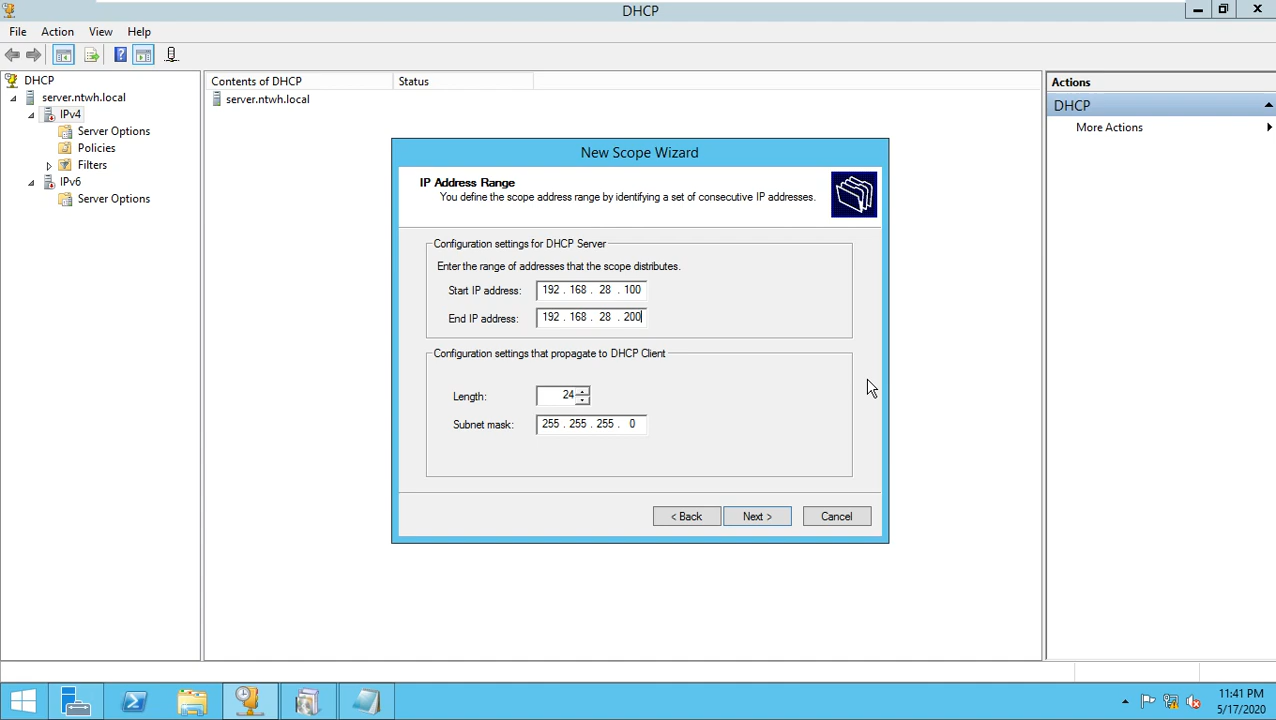 DHCP
File Action View Help
DHCP
server.ntwh.local
IPv4
Server Options
Policies
Filters
IPv6
Server Options
Contents of DHCP Status
server.ntwh.local
New Scope Wizard
IP Address Range
You define the scope address range by identifying a set of consecutive IP addresses.
Configuration settings for DHCP Server
Enter the range of addresses that the scope distributes.
Start IP address: 192 . 168 . 28 . 100
End IP address: 192 . 168 . 28 . 200
Configuration settings that propagate to DHCP Client
Length: 24
Subnet mask: 255 . 255 . 255 . 0
< Back Next > Cancel
Actions
DHCP
More Actions
11:41 PM
5/17/2020